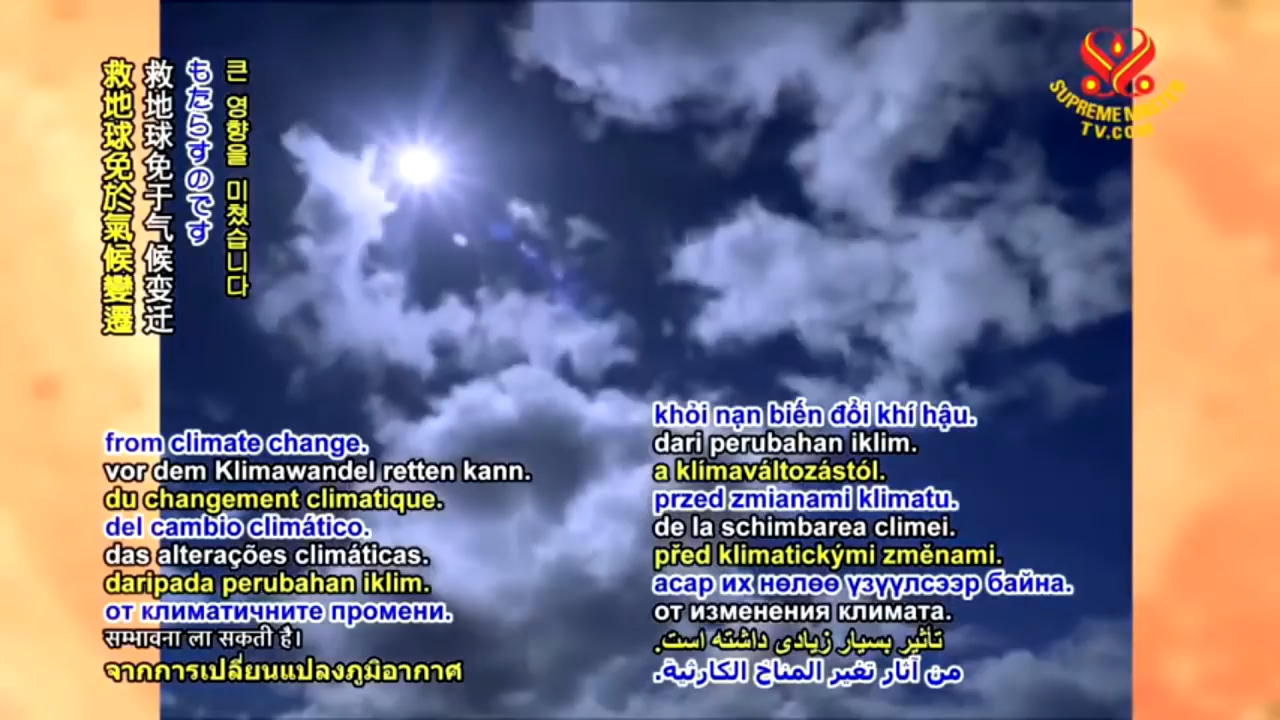 救地球免於氣候變遷
救地球免于气候变迁
もたらすのです
큰 영향을 미쳤습니다
SUPREME MASTER
TV.COM
from climate change.
vor dem Klimawandel retten kann.
du changement climatique.
del cambio climático.
das alterações climáticas.
daripada perubahan iklim.
от климатичните промени.
सम्भावना ला सकती है।
จากการเปลี่ยนแปลงภูมิอากาศ
khỏi nạn biến đổi khí hậu.
dari perubahan iklim.
a klímaváltozástól.
przed zmianami klimatu.
de la schimbarea climei.
před klimatickými změnami.
асар их нөлөө үзүүлсээр байна.
от изменения климата.
تأثیر بسیار زیادی داشته است.
من آثار تغير المناخ الكارثية.